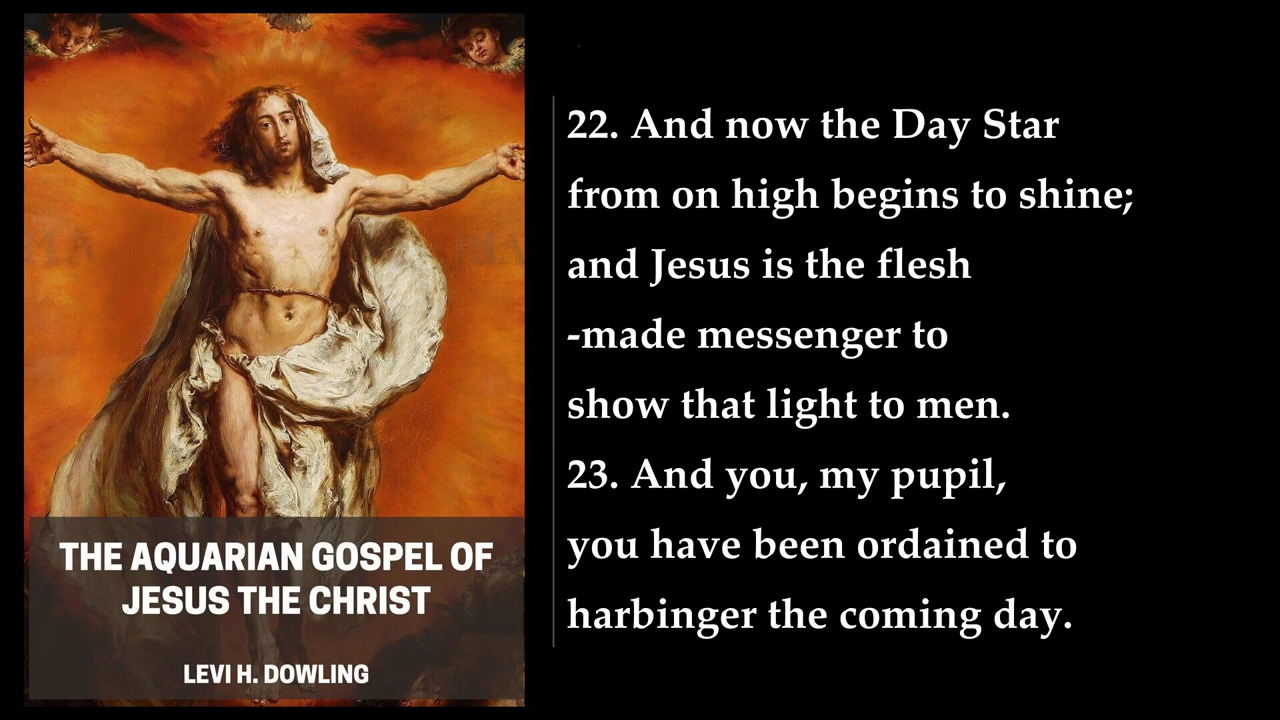 THE AQUARIAN GOSPEL OF
JESUS THE CHRIST
LEVI H. DOWLING
22. And now the Day Star
from on high begins to shine;
and Jesus is the flesh
-made messenger to
show that light to men.
23. And you, my pupil,
you have been ordained to
harbinger the coming day.